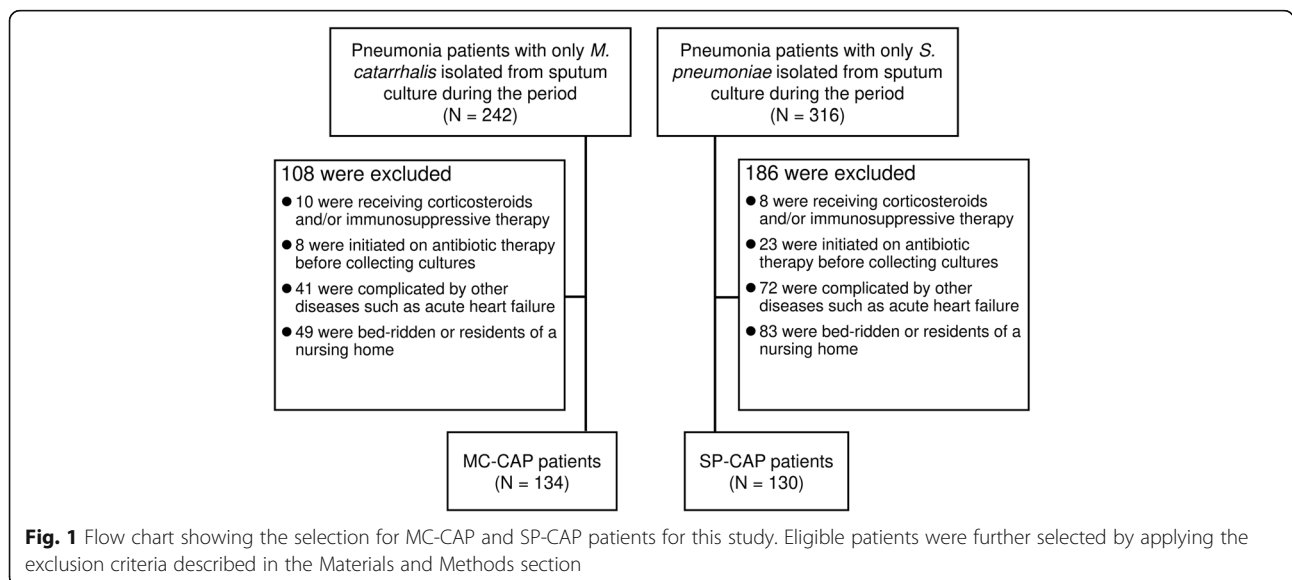 Pneumonia patients with only M.
catarrhalis isolated from sputum
culture during the period
(N = 242)
Pneumonia patients with only S.
pneumoniae isolated from sputum
culture during the period
(N = 316)
108 were excluded
● 10 were receiving corticosteroids
and/or immunosuppressive therapy
● 8 were initiated on antibiotic therapy
before collecting cultures
● 41 were complicated by other
diseases such as acute heart failure
● 49 were bed-ridden or residents of a
nursing home
186 were excluded
● 8 were receiving corticosteroids
and/or immunosuppressive therapy
● 23 were initiated on antibiotic
therapy before collecting cultures
● 72 were complicated by other
diseases such as acute heart failure
● 83 were bed-ridden or residents of a
nursing home
MC-CAP patients
(N = 134)
SP-CAP patients
(N = 130)
Fig. 1 Flow chart showing the selection for MC-CAP and SP-CAP patients for this study. Eligible patients were further selected by applying the
exclusion criteria described in the Materials and Methods section